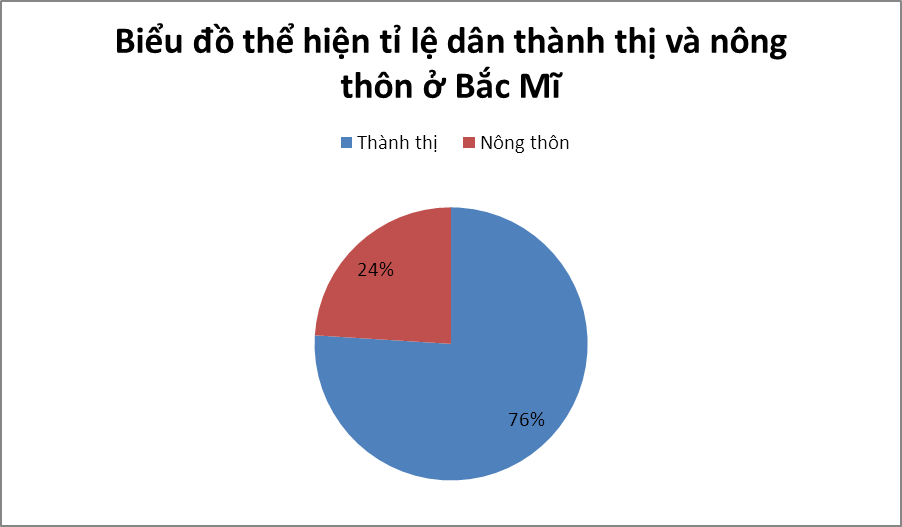 Biểu đồ thể hiện tỉ lệ dân thành thị và nông
thôn ở Bắc Mĩ
Thành thị Nông thôn
24%
76%